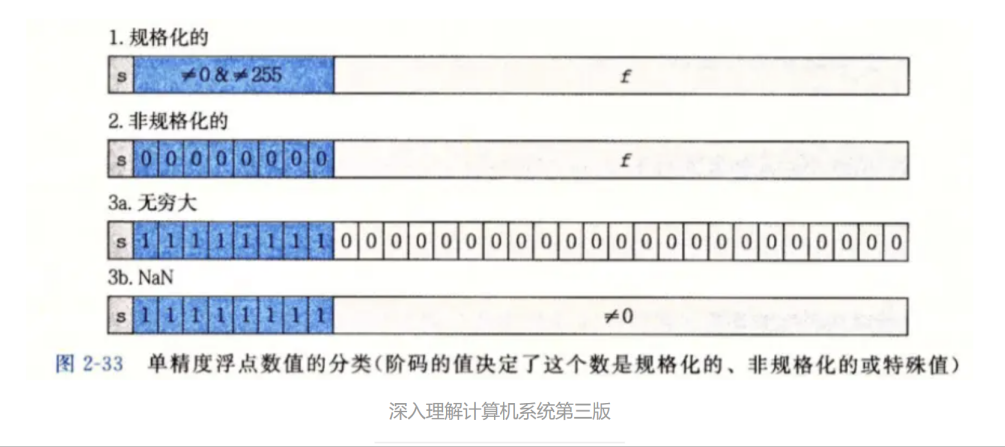 1. 规格化的
s ≠0 & ≠255 f
2. 非规格化的
s 0 0 0 0 0 0 0 0 f
3a. 无穷大
s 1 1 1 1 1 1 1 1 0 0 0 0 0 0 0 0 0 0 0 0 0 0 0 0 0 0 0 0 0 0 0
3b. NaN
s 1 1 1 1 1 1 1 1 ≠0
图 2-33 单精度浮点数值的分类(阶码的值决定了这个数是规格化的、非规格化的或特殊值)
深入理解计算机系统第三版